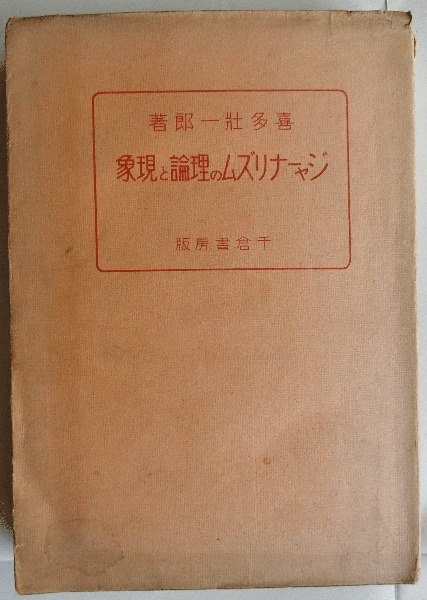 喜多壯一郎著
ジャーナリズムの理論と現象
千倉書房版